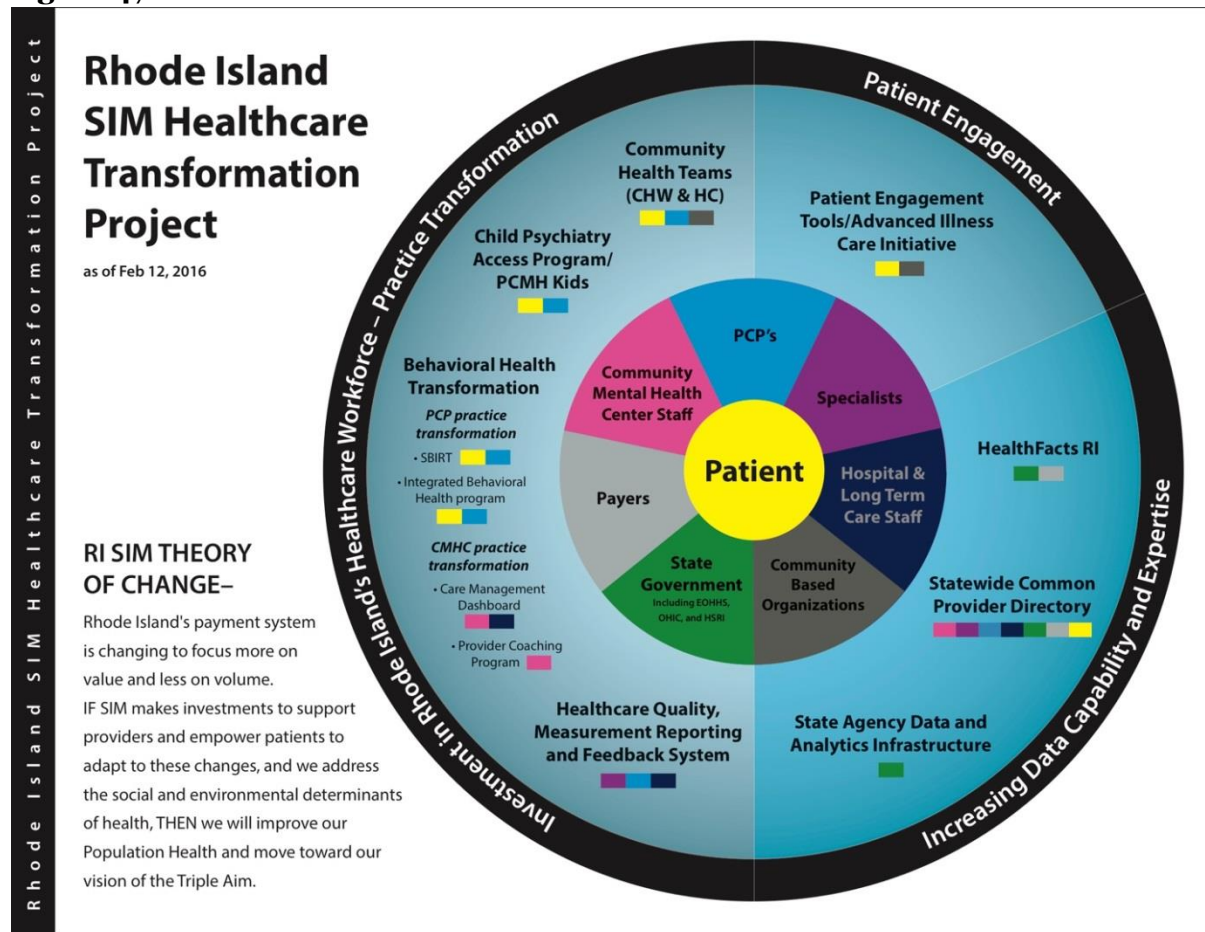 Rhode Island SIM Healthcare Transformation Project
Rhode Island
SIM Healthcare
Transformation
Project
as of Feb 12, 2016
RI SIM THEORY
OF CHANGE–
Rhode Island's payment system
is changing to focus more on
value and less on volume.
IF SIM makes investments to support
providers and empower patients to
adapt to these changes, and we address
the social and environmental determinants
of health, THEN we will improve our
Population Health and move toward our
vision of the Triple Aim.
Investment in Rhode Island's Healthcare Workforce – Practice Transformation
Community
Health Teams
(CHW & HC)
Child Psychiatry
Access Program/
PCMH Kids
Behavioral Health
Transformation
PCP practice
transformation
• SBIRT
• Integrated Behavioral
Health program
CMHC practice
transformation
• Care Management
Dashboard
• Provider Coaching
Program
Healthcare Quality,
Measurement Reporting
and Feedback System
Patient Engagement
Patient Engagement
Tools/Advanced Illness
Care Initiative
Increasing Data Capability and Expertise
HealthFacts RI
Statewide Common
Provider Directory
State Agency Data and
Analytics Infrastructure
PCP's
Specialists
Hospital &
Long Term
Care Staff
Community
Based
Organizations
State
Government
Including EOHHS,
OHIC, and HSRI
Payers
Community
Mental Health
Center Staff
Patient